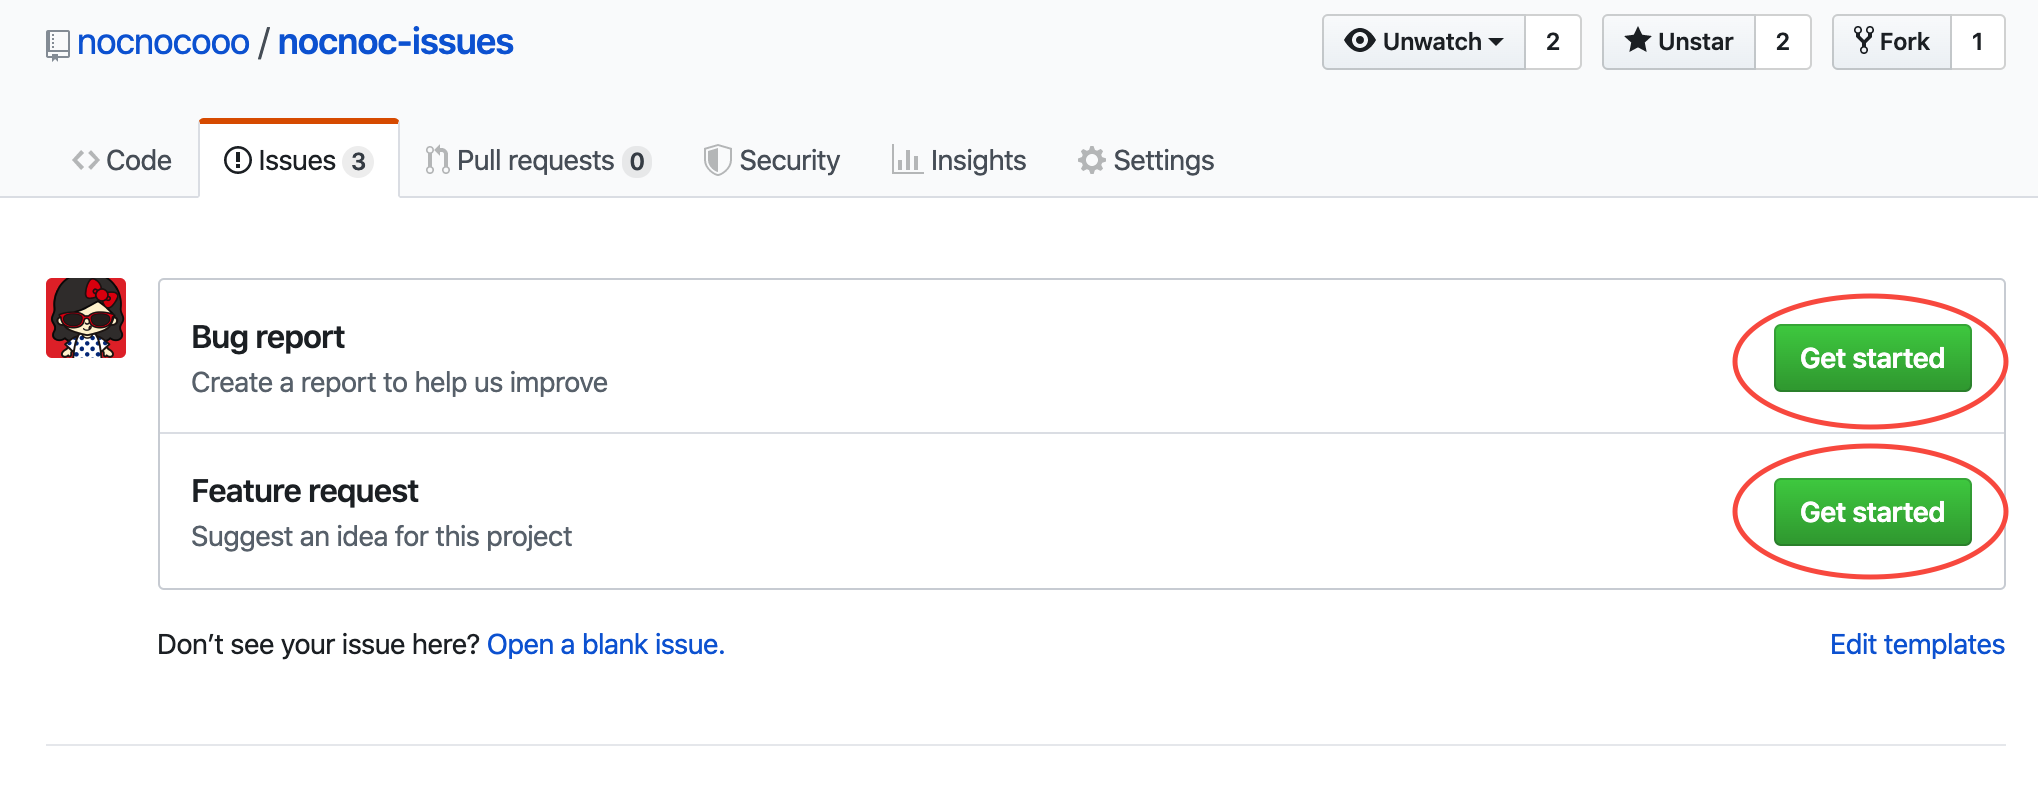 nocnocooo / nocnoc-issues
Unwatch 2
Unstar 2
Fork 1
Code
Issues 3
Pull requests 0
Security
Insights
Settings
Bug report
Create a report to help us improve
Get started
Feature request
Suggest an idea for this project
Get started
Don’t see your issue here? Open a blank issue.
Edit templates